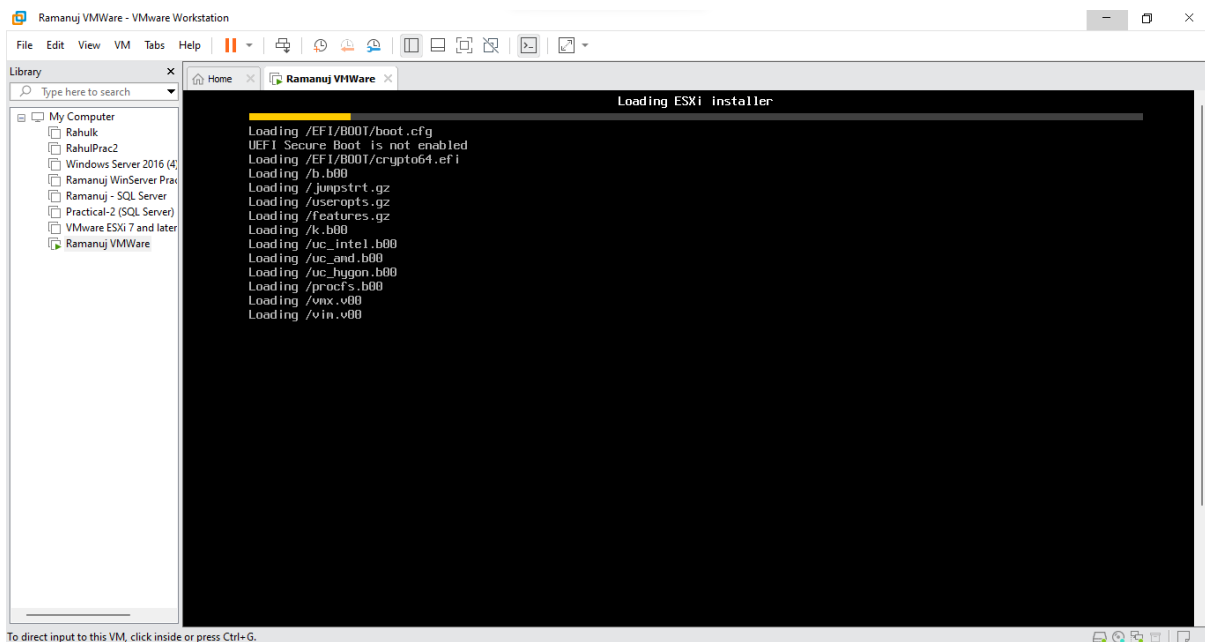 Ramanuj VMWare - VMware Workstation
File Edit View VM Tabs Help
Library
Type here to search
My Computer
Rahulk
RahulPrac2
Windows Server 2016 (4)
Ramanuj WinServer Prac
Ramanuj - SQL Server
Practical-2 (SQL Server)
VMware ESXi 7 and later
Ramanuj VMWare
Home
Ramanuj VMWare
Loading ESXi installer
Loading /EFI/BOOT/boot.cfg
UEFI Secure Boot is not enabled
Loading /EFI/BOOT/crypto64.efi
Loading /b.b00
Loading /jumpstrt.gz
Loading /useropts.gz
Loading /features.gz
Loading /k.b00
Loading /uc_intel.b00
Loading /uc_amd.b00
Loading /uc_hygon.b00
Loading /procfs.b00
Loading /vmx.v00
Loading /vim.v00
To direct input to this VM, click inside or press Ctrl+G.